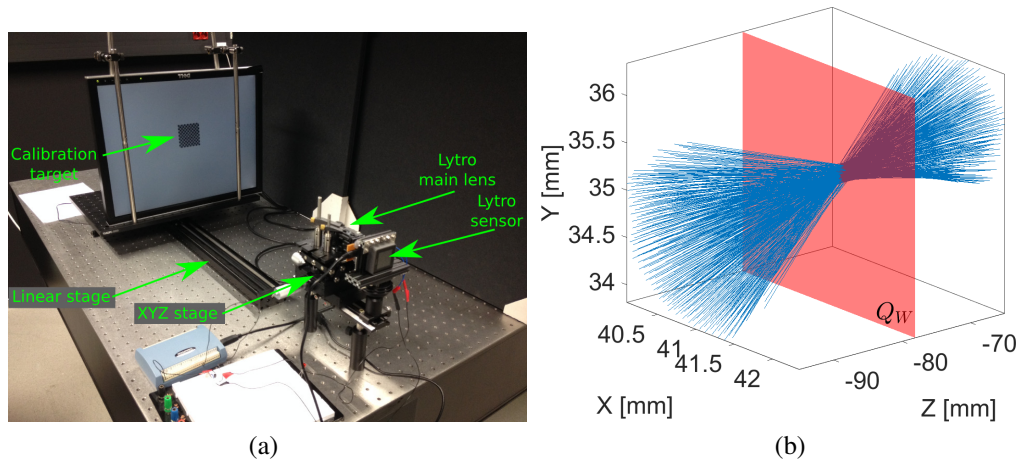 DELL
Calibration
target
Lytro
main lens
Lytro
sensor
Linear stage
XYZ stage
(a)
36
35.5
35
34.5
34
Y [mm]
40.5
41
41.5
42
X [mm]
-90
-80
-70
Z [mm]
Q_W
(b)